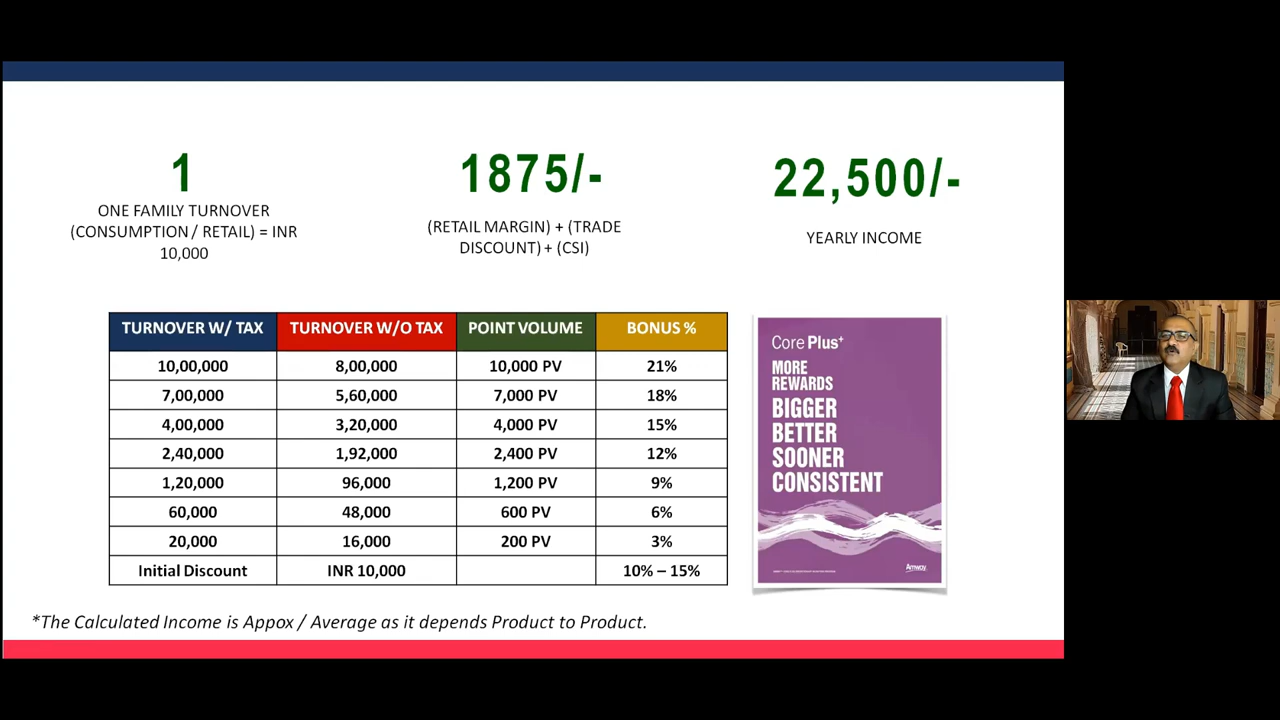 1
ONE FAMILY TURNOVER
(CONSUMPTION / RETAIL) = INR
10,000
1875/-
(RETAIL MARGIN) + (TRADE
DISCOUNT) + (CSI)
22,500/-
YEARLY INCOME
TURNOVER W/ TAX TURNOVER W/O TAX POINT VOLUME BONUS %
10,00,000 8,00,000 10,000 PV 21%
7,00,000 5,60,000 7,000 PV 18%
4,00,000 3,20,000 4,000 PV 15%
2,40,000 1,92,000 2,400 PV 12%
1,20,000 96,000 1,200 PV 9%
60,000 48,000 600 PV 6%
20,000 16,000 200 PV 3%
Initial Discount INR 10,000 10% – 15%
Core Plus+
MORE
REWARDS
BIGGER
BETTER
SOONER
CONSISTENT
Amway
*The Calculated Income is Appox / Average as it depends Product to Product.